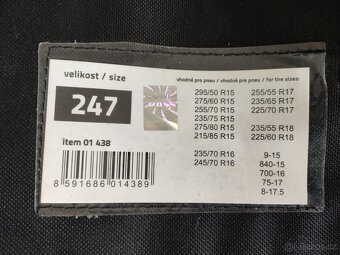 velikost / size
247
item 01 438
8 591686 014389
vhodné pro pneu / vhodná pre pneu / for tire sizes:
295/50 R15 255/55 R17
275/60 R15 265/65 R17
255/70 R15 225/70 R17
235/75 R15
275/80 R15 235/55 R18
215/85 R15 225/60 R18
235/70 R16 9-15
245/70 R16 840-15
700-16
75-17
8-17.5